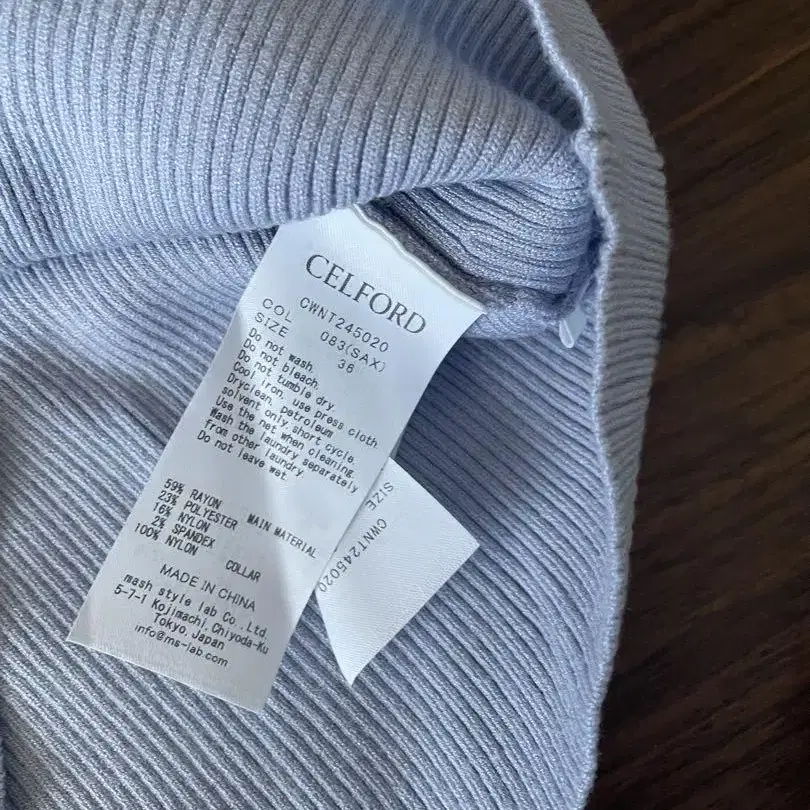 CELFORD
CWNT245020
COL 083(SAX)
SIZE 36
Do not wash.
Do not bleach.
Do not tumble dry.
Cool iron, use press cloth.
Dryclean, petroleum
solvent only, short cycle.
Use the net when cleaning.
Wash the laundry separately
from other laundry.
Do not leave wet.
59% RAYON
23% POLYESTER MAIN MATERIAL
16% NYLON
2% SPANDEX
100% NYLON COLLAR
MADE IN CHINA
mash style lab Co., Ltd.
5-7-1 Kojimachi, Chiyoda-Ku
Tokyo, Japan
info@ms-lab.com
SIZE
CWNT245020